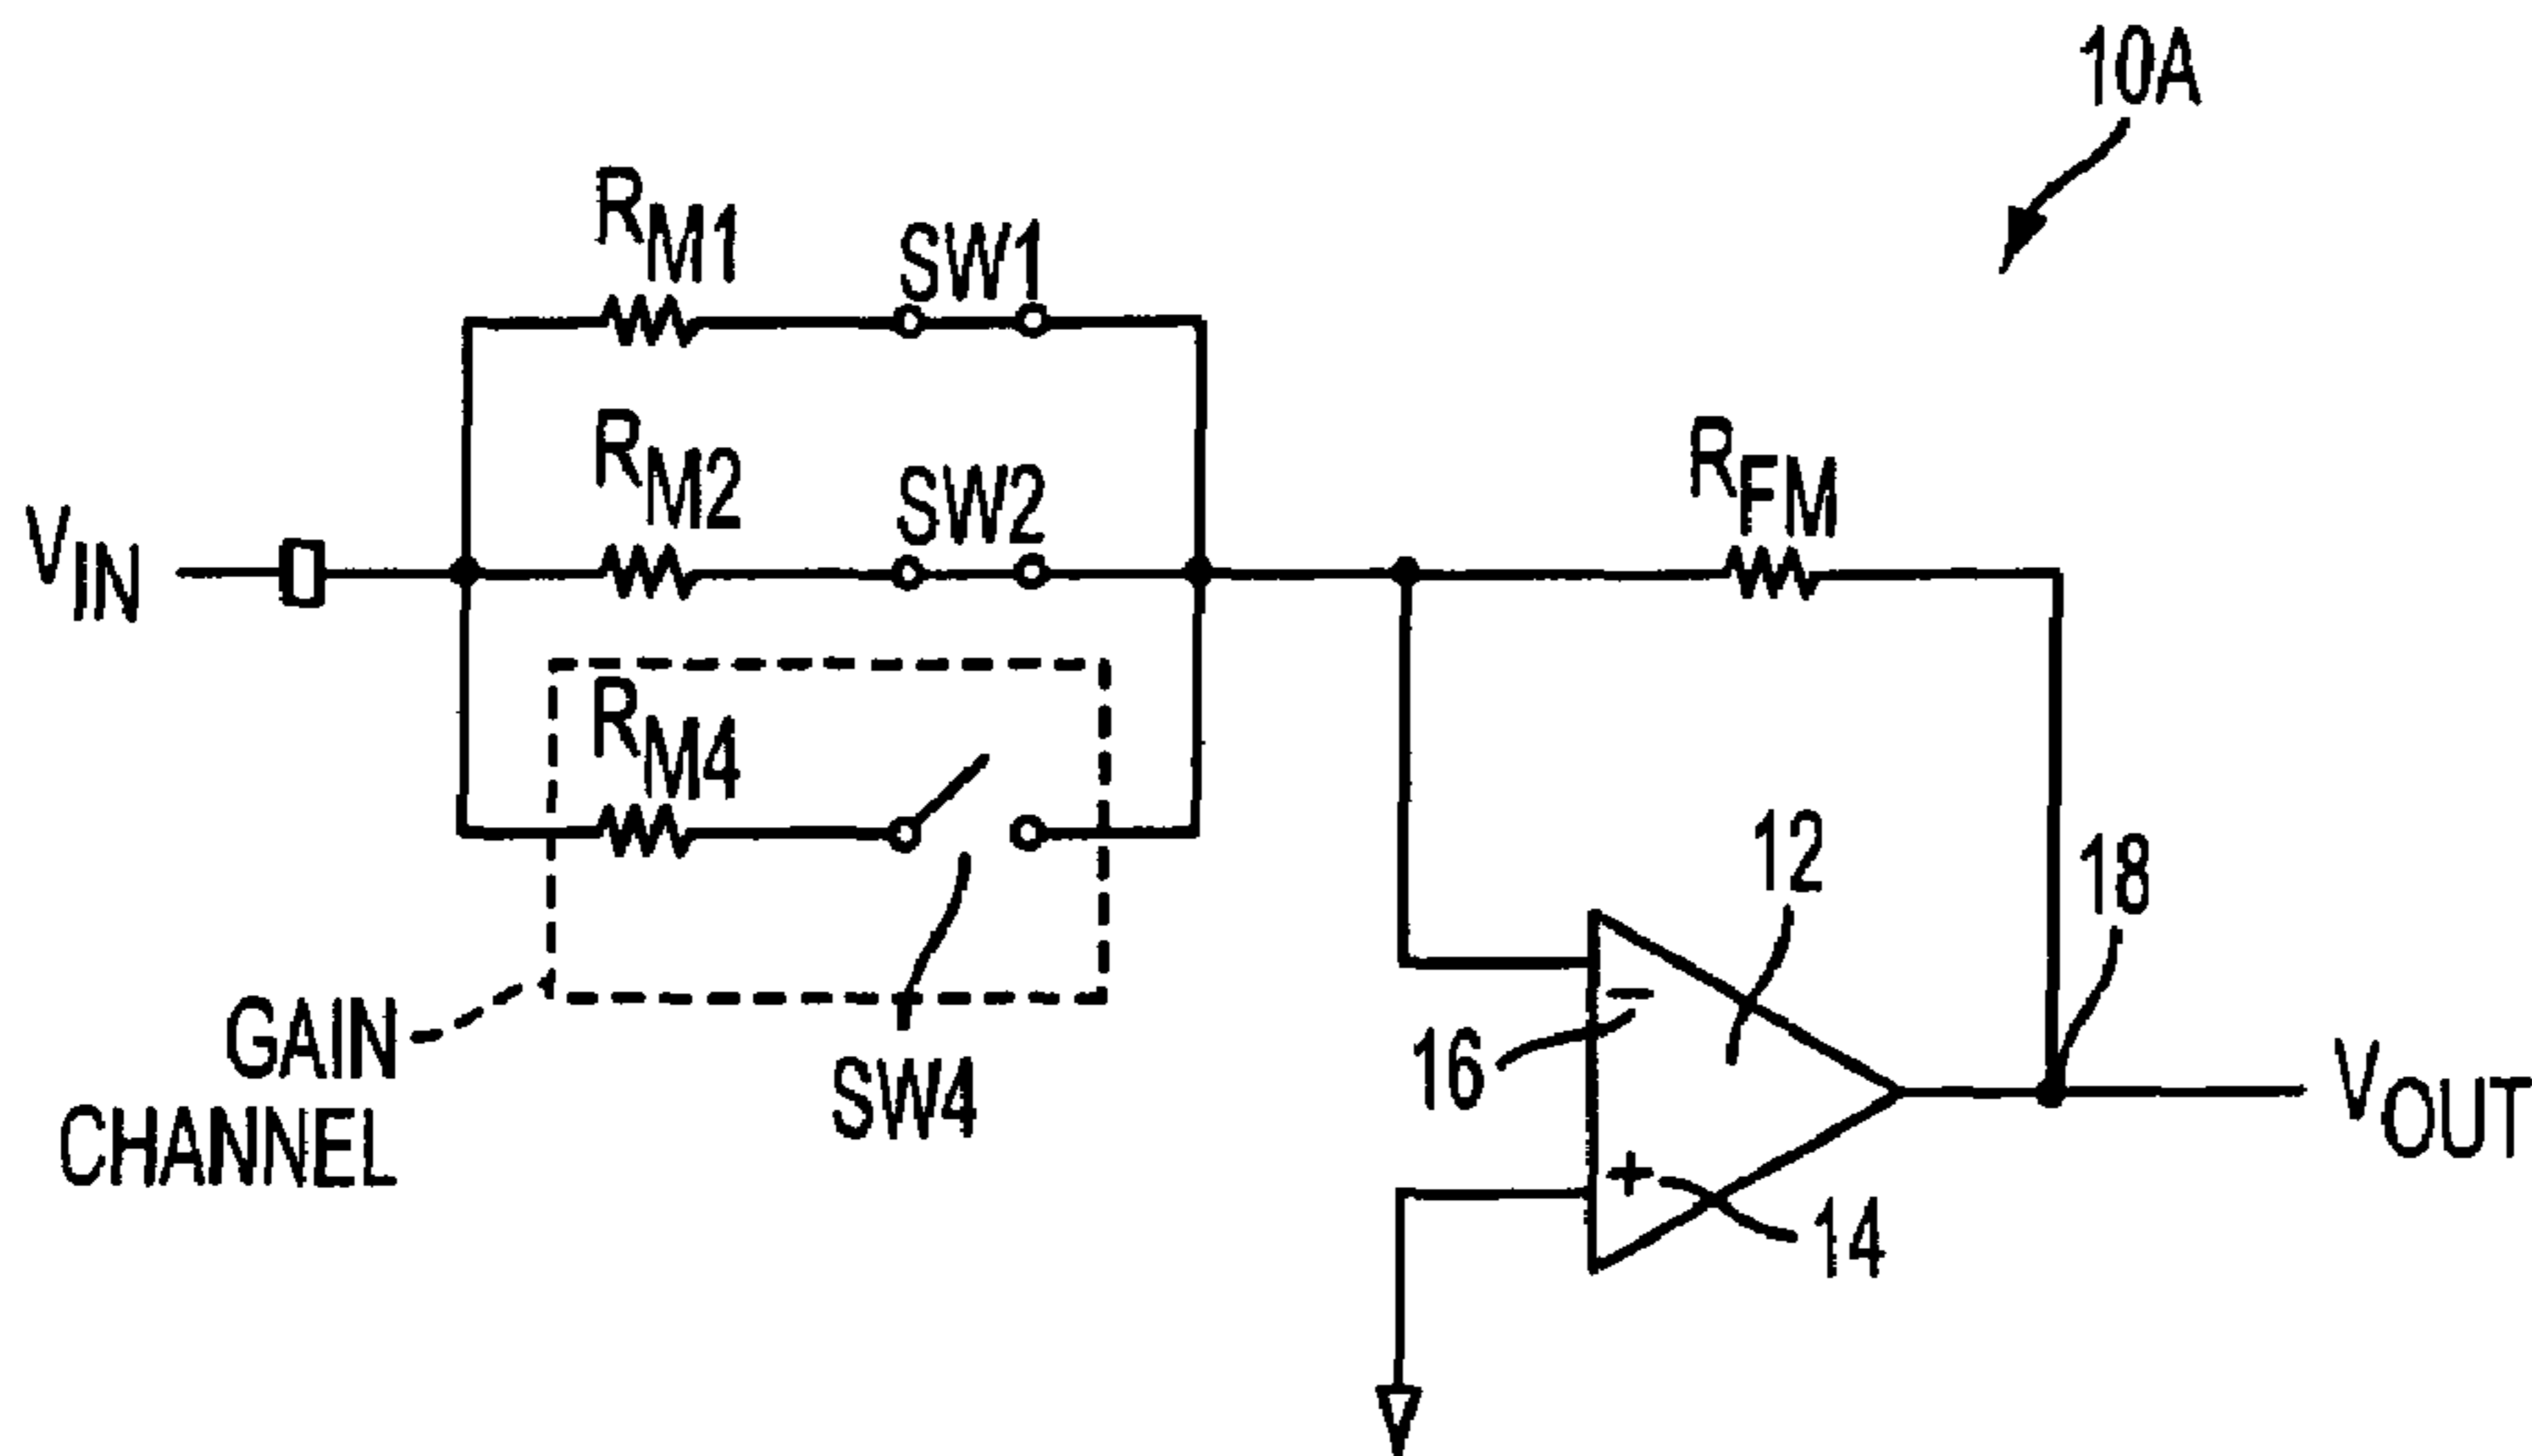 10A
RM1
SW1
RM2
SW2
RFM
VIN
RM4
12
18
GAIN
CHANNEL
SW4
16
−
+
14
VOUT